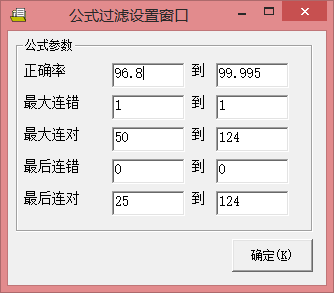 公式过滤设置窗口
公式参数
正确率 96.8 到 99.995
最大连错 1 到 1
最大连对 50 到 124
最后连错 0 到 0
最后连对 25 到 124
确定(K)